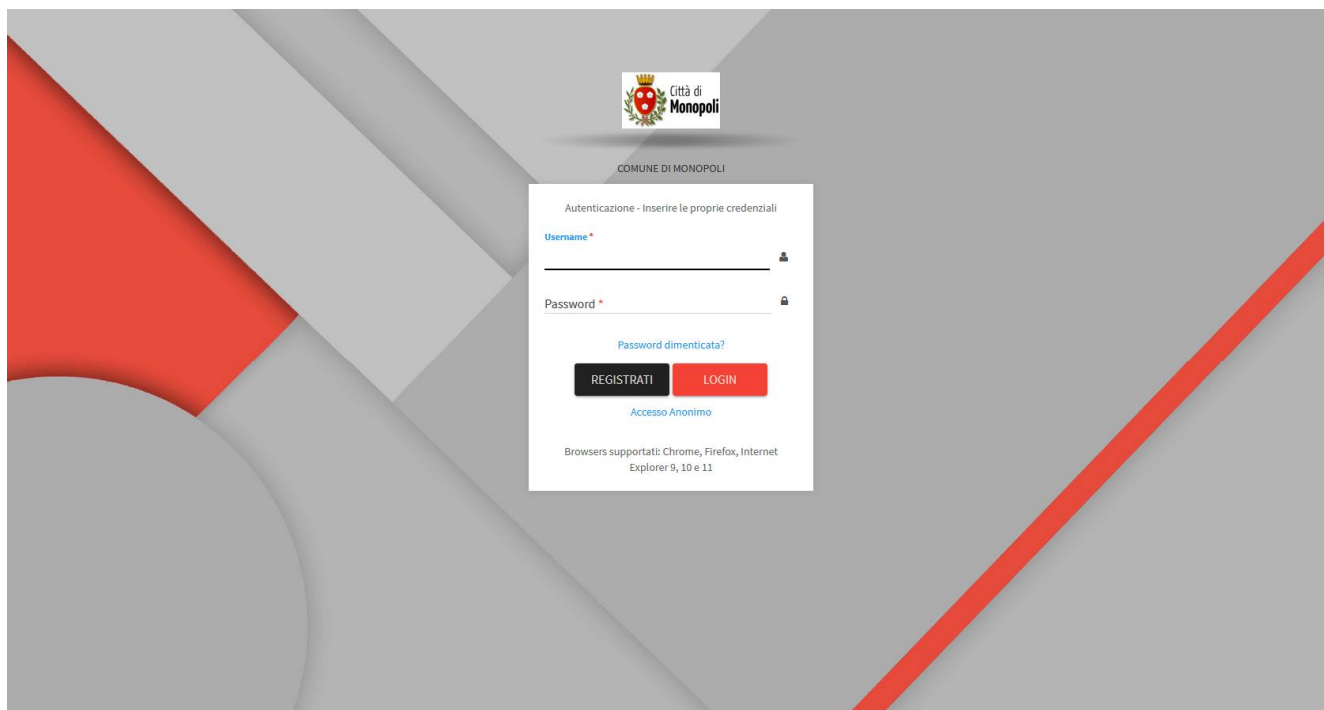 Città di
Monopoli
COMUNE DI MONOPOLI
Autenticazione - Inserire le proprie credenziali
Username *
Password *
Password dimenticata?
REGISTRATI LOGIN
Accesso Anonimo
Browsers supportati: Chrome, Firefox, Internet
Explorer 9, 10 e 11